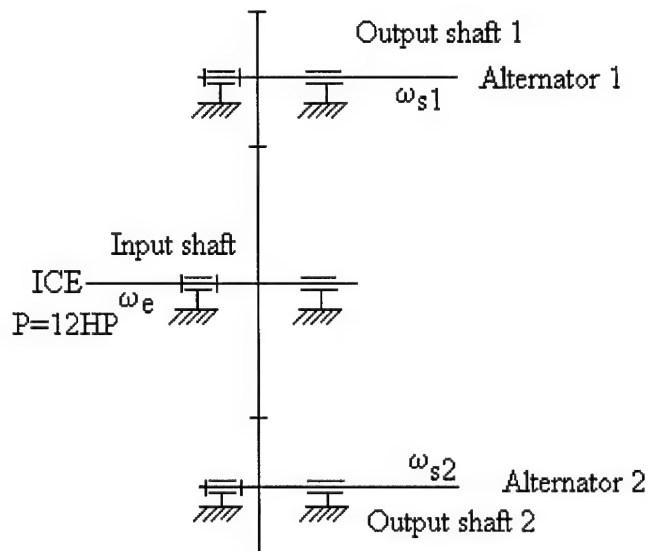 Output shaft 1
Alternator 1
ωs1
Input shaft
ICE
ωe
P=12HP
ωs2
Alternator 2
Output shaft 2